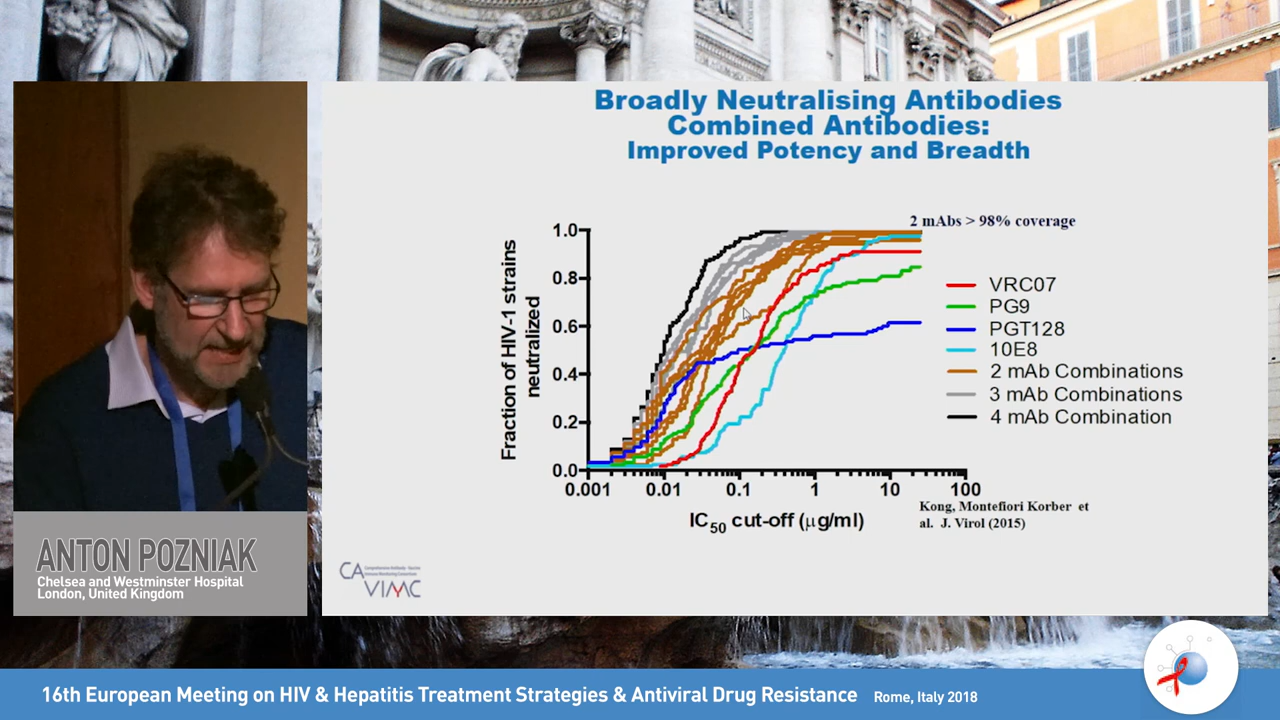 Broadly Neutralising Antibodies
Combined Antibodies:
Improved Potency and Breadth
2 mAbs > 98% coverage
Fraction of HIV-1 strains
neutralized
1.0
0.8
0.6
0.4
0.2
0.0
0.001
0.01
0.1
1
10
100
IC50 cut-off (μg/ml)
VRC07
PG9
PGT128
10E8
2 mAb Combinations
3 mAb Combinations
4 mAb Combination
Kong, Montefiori Korber et
al. J. Virol (2015)
CA
VIMC
ANTON POZNIAK
Chelsea and Westminster Hospital
London, United Kingdom
16th European Meeting on HIV & Hepatitis Treatment Strategies & Antiviral Drug Resistance Rome, Italy 2018